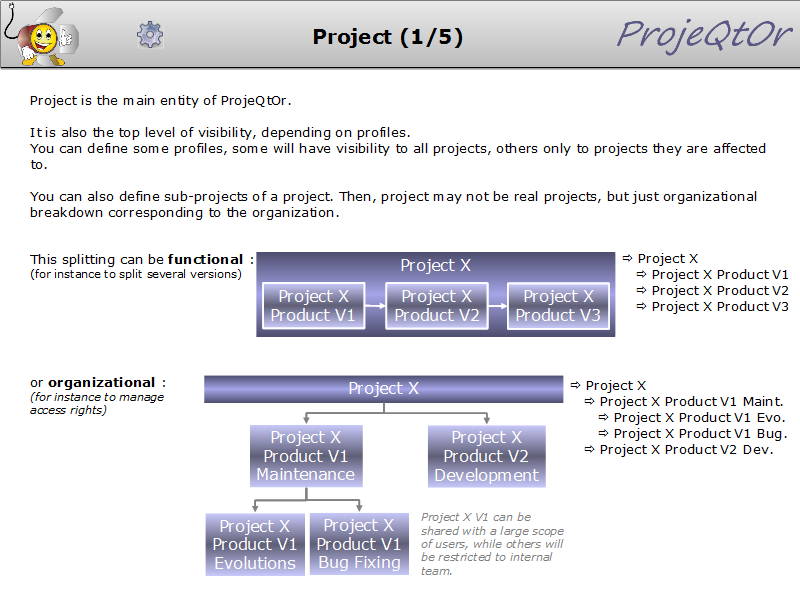 Project (1/5)
ProjeQtOr
Project is the main entity of ProjeQtOr.
It is also the top level of visibility, depending on profiles.
You can define some profiles, some will have visibility to all projects, others only to projects they are affected
to.
You can also define sub-projects of a project. Then, project may not be real projects, but just organizational
breakdown corresponding to the organization.
This splitting can be functional :
(for instance to split several versions)
Project X
Project X
Product V1
Project X
Product V2
Project X
Product V3
⇨ Project X
⇨ Project X Product V1
⇨ Project X Product V2
⇨ Project X Product V3
or organizational :
(for instance to manage
access rights)
Project X
Project X
Product V1
Maintenance
Project X
Product V2
Development
Project X
Product V1
Evolutions
Project X
Product V1
Bug Fixing
⇨ Project X
⇨ Project X Product V1 Maint.
⇨ Project X Product V1 Evo.
⇨ Project X Product V1 Bug.
⇨ Project X Product V2 Dev.
Project X V1 can be
shared with a large scope
of users, while others will
be restricted to internal
team.